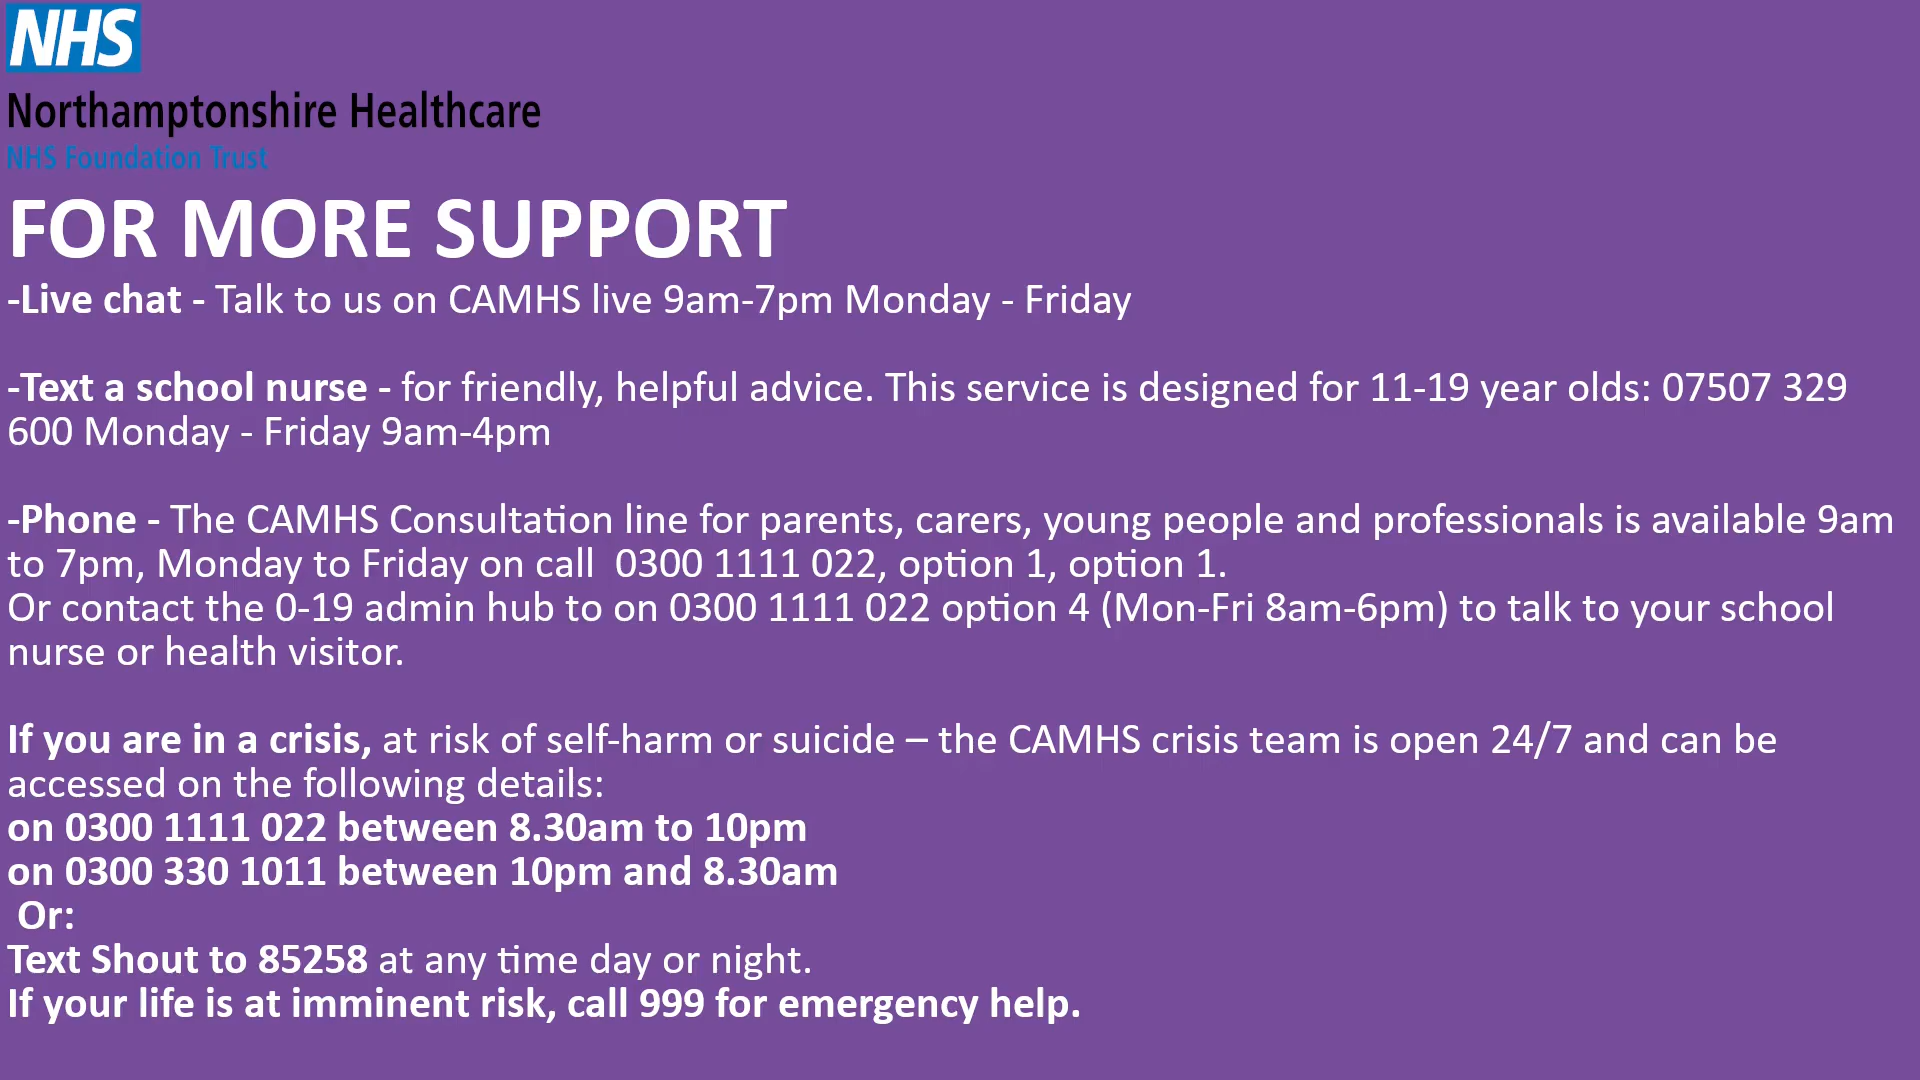 NHS
Northamptonshire Healthcare
NHS Foundation Trust
FOR MORE SUPPORT
-Live chat - Talk to us on CAMHS live 9am-7pm Monday - Friday
-Text a school nurse - for friendly, helpful advice. This service is designed for 11-19 year olds: 07507 329
600 Monday - Friday 9am-4pm
-Phone - The CAMHS Consultation line for parents, carers, young people and professionals is available 9am
to 7pm, Monday to Friday on call  0300 1111 022, option 1, option 1.
Or contact the 0-19 admin hub to on 0300 1111 022 option 4 (Mon-Fri 8am-6pm) to talk to your school
nurse or health visitor.
If you are in a crisis, at risk of self-harm or suicide – the CAMHS crisis team is open 24/7 and can be
accessed on the following details:
on 0300 1111 022 between 8.30am to 10pm
on 0300 330 1011 between 10pm and 8.30am
Or:
Text Shout to 85258 at any time day or night.
If your life is at imminent risk, call 999 for emergency help.